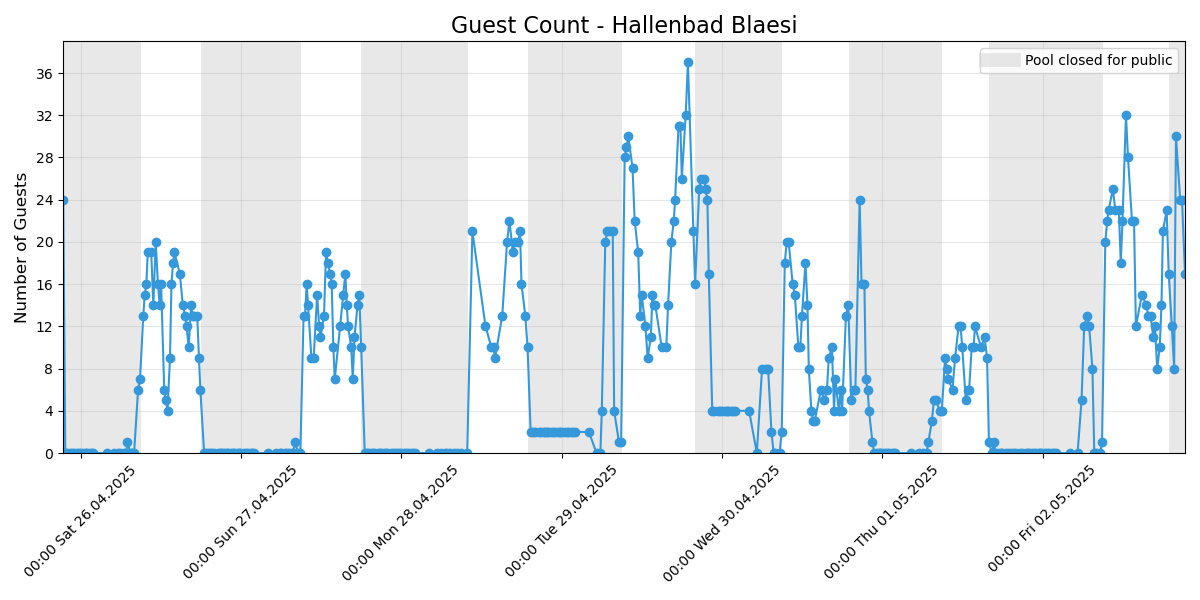 Guest Count - Hallenbad Blaesi
Pool closed for public
Number of Guests
36
32
28
24
20
16
12
8
4
0
00:00 Sat 26.04.2025
00:00 Sun 27.04.2025
00:00 Mon 28.04.2025
00:00 Tue 29.04.2025
00:00 Wed 30.04.2025
00:00 Thu 01.05.2025
00:00 Fri 02.05.2025